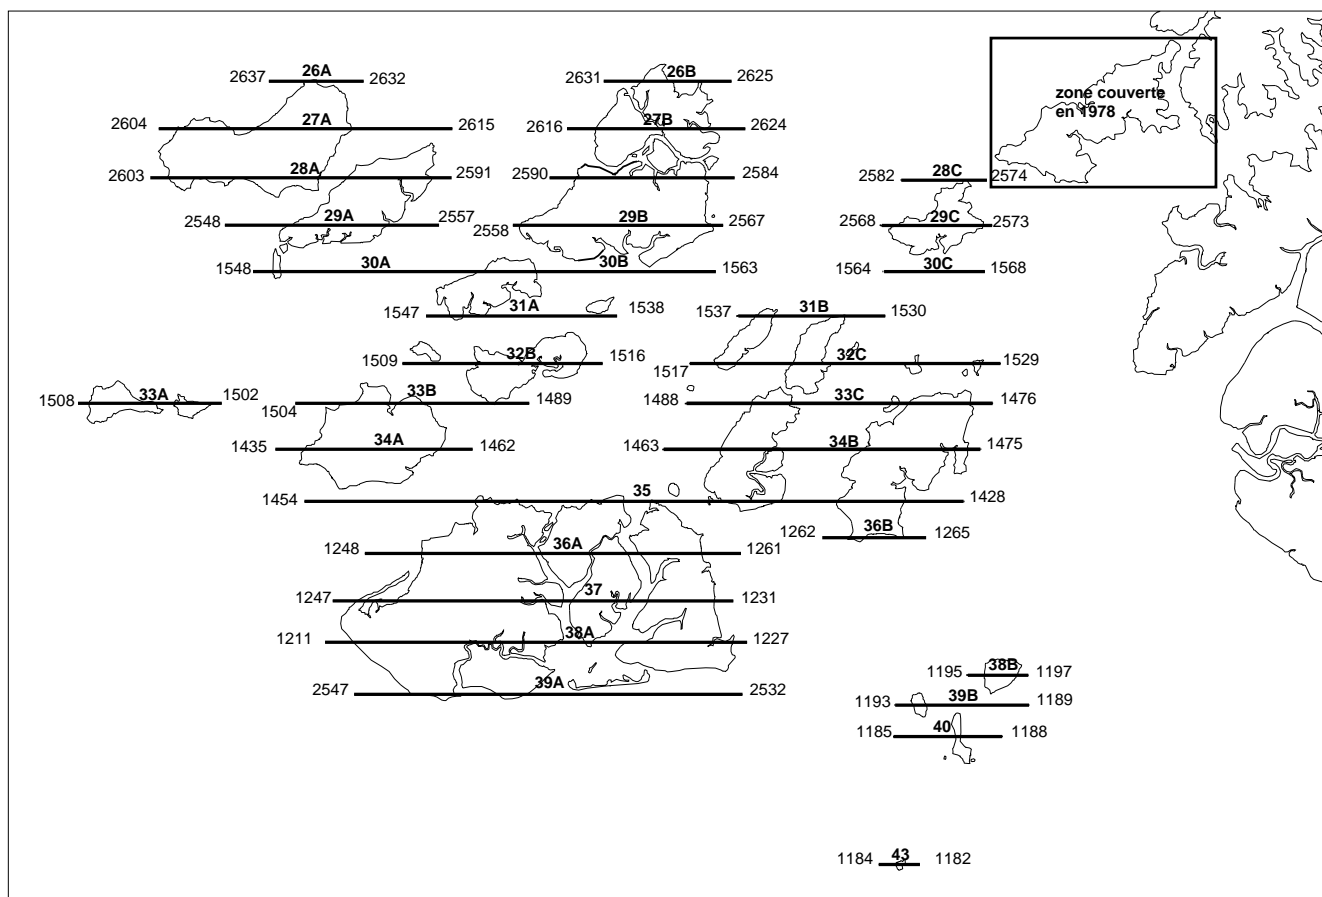 2637 26A 2632
2631 26B 2625
zone couverte
en 1978
2604 27A 2615
2616 27B 2624
2603 28A 2591
2590 2584
2582 28C 2574
2548 29A 2557
2558 29B 2567
2568 29C 2573
1548 30A 30B 1563
1564 30C 1568
1547 31A 1538
1537 31B 1530
1509 32B 1516
1517 32C 1529
1508 33A 1502
1504 33B 1489
1488 33C 1476
1435 34A 1462
1463 34B 1475
1454 35 1428
1262 36B 1265
1248 36A 1261
1247 37 1231
1211 38A 1227
1195 38B 1197
2547 39A 2532
1193 39B 1189
1185 40 1188
1184 43 1182